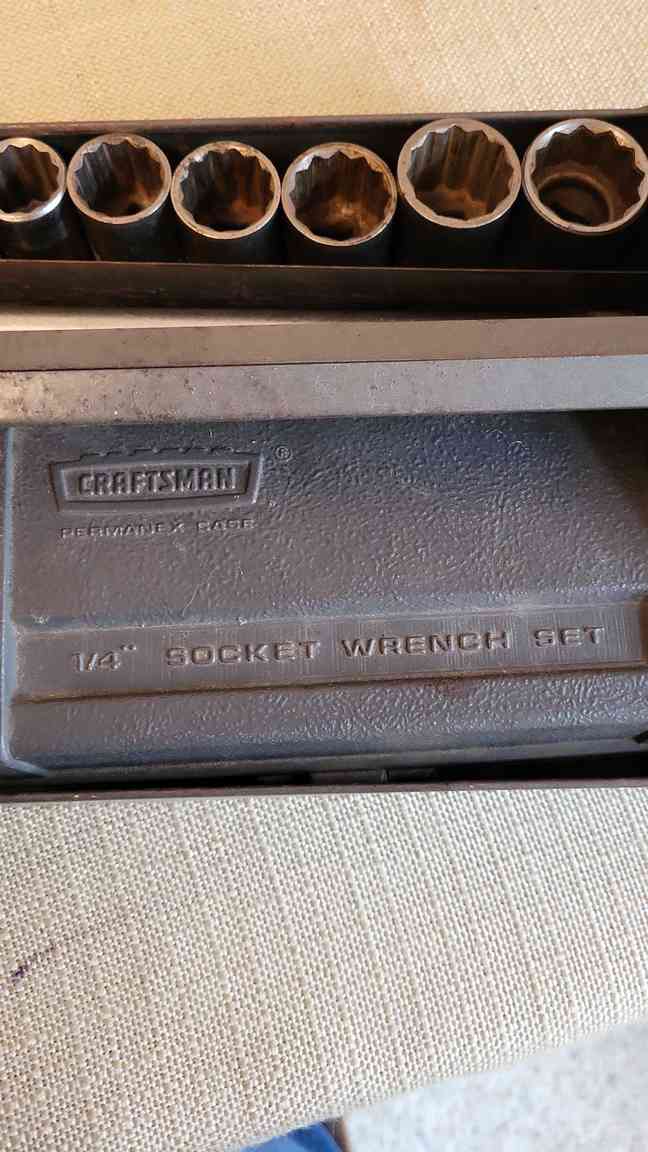 CRAFTSMAN®
PERMANEX CASE
1/4" SOCKET WRENCH SET